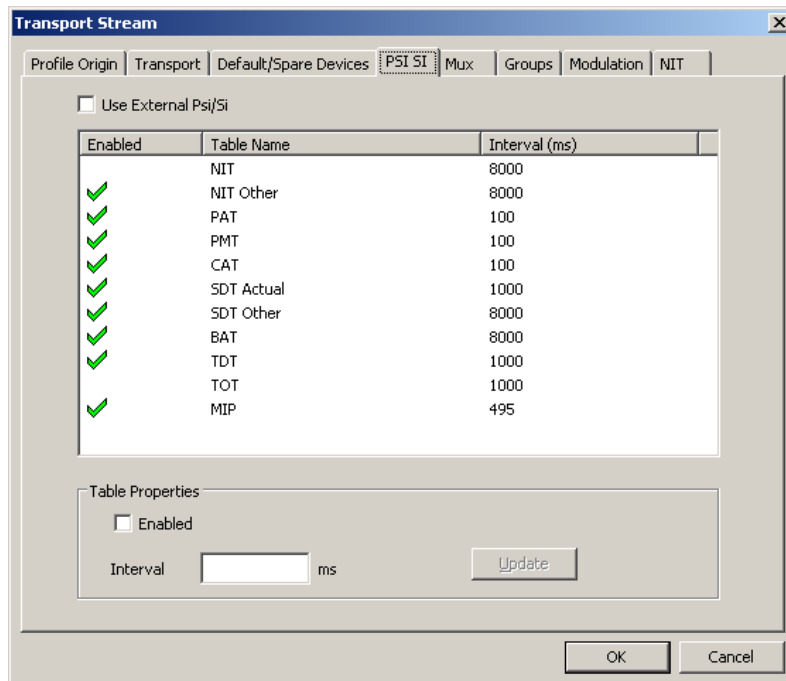 Transport Stream
Profile Origin Transport Default/Spare Devices PSI SI Mux Groups Modulation NIT
Use External Psi/Si
Enabled Table Name Interval (ms)
NIT 8000
NIT Other 8000
PAT 100
PMT 100
CAT 100
SDT Actual 1000
SDT Other 8000
BAT 8000
TDT 1000
TOT 1000
MIP 495
Table Properties
Enabled
Interval ms Update
OK Cancel